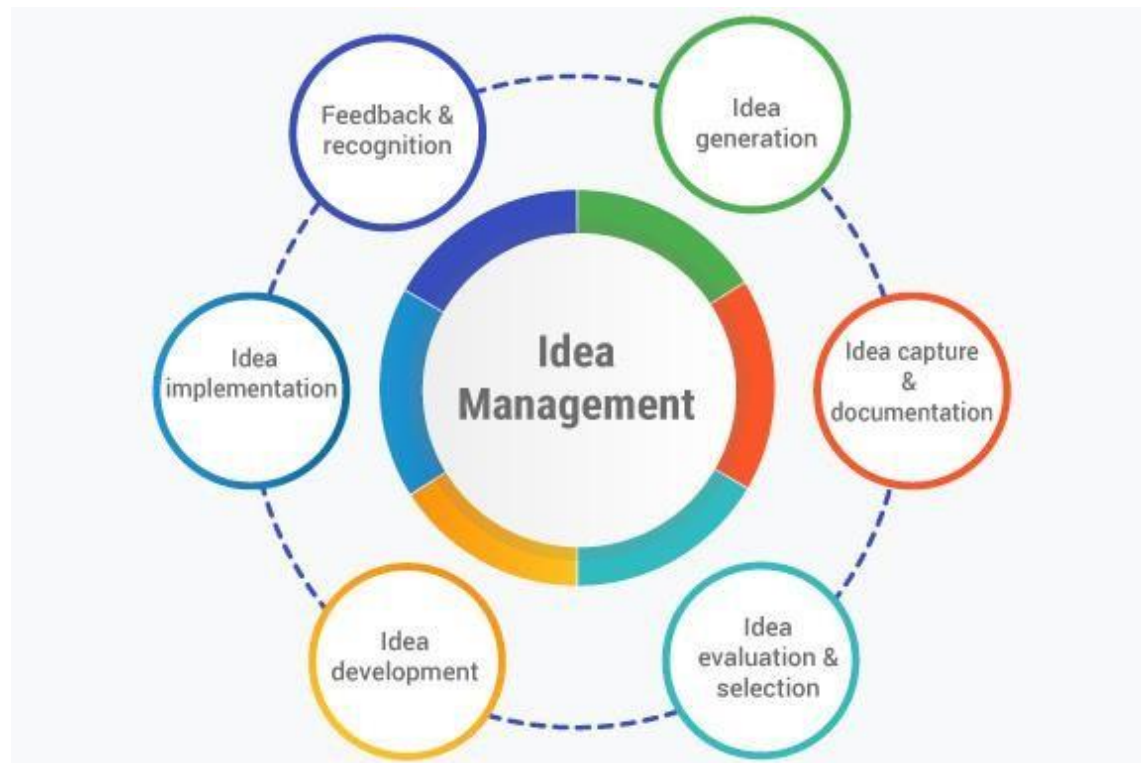 Feedback &
recognition
Idea
generation
Idea
implementation
Idea
Management
Idea capture
&
documentation
Idea
development
Idea
evaluation &
selection